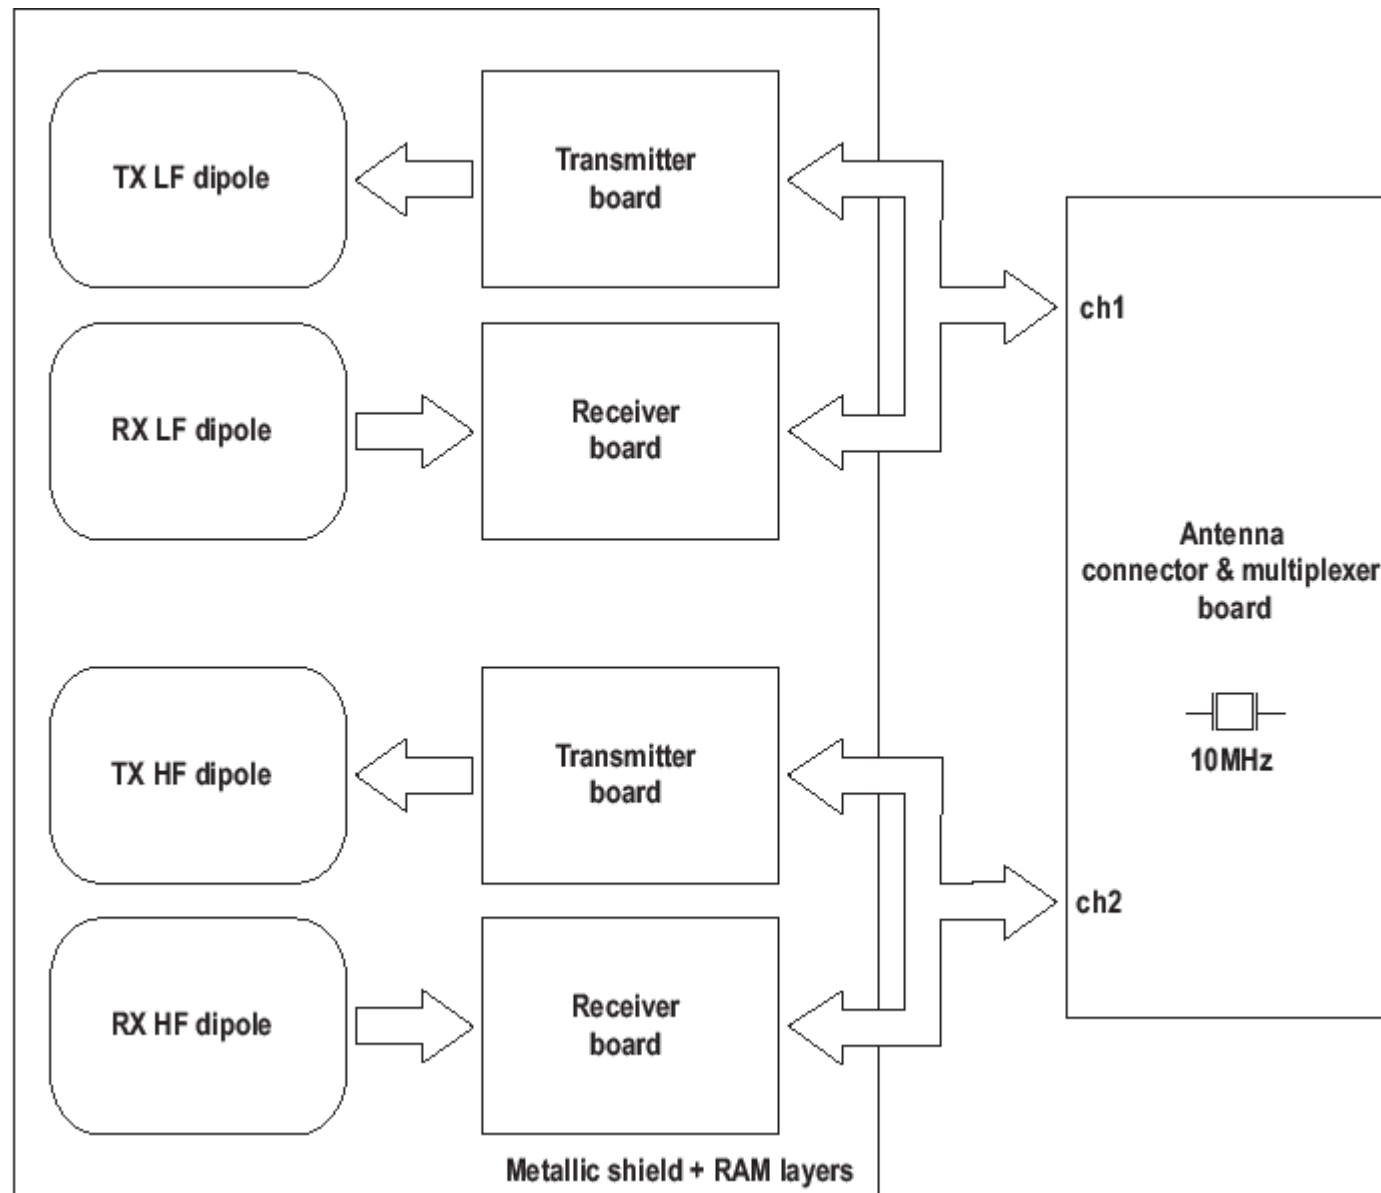 TX LF dipole
Transmitter
board
ch1
RX LF dipole
Receiver
board
Antenna
connector & multiplexer
board
10MHz
TX HF dipole
Transmitter
board
ch2
RX HF dipole
Receiver
board
Metallic shield + RAM layers